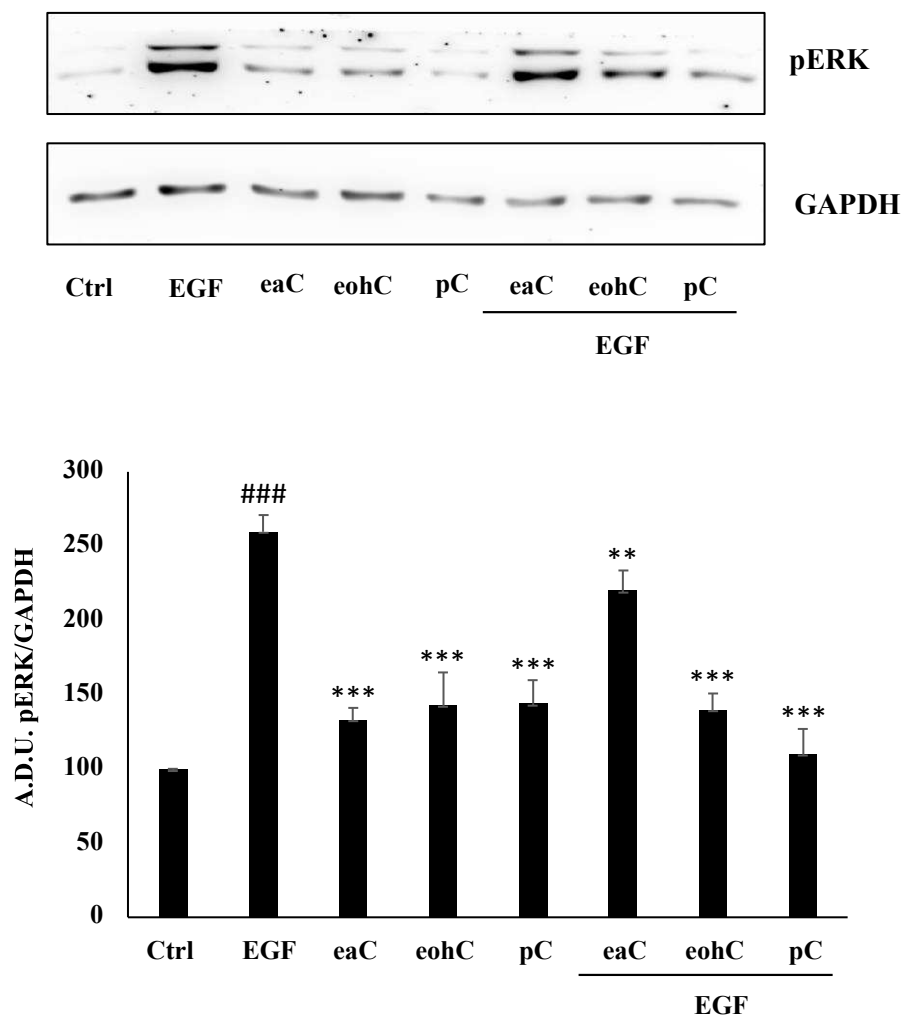 pERK
GAPDH
Ctrl EGF eaC eohC pC eaC eohC pC
EGF
A.D.U. pERK/GAPDH
300
250
200
150
100
50
0
###
***
***
***
**
***
***
Ctrl EGF eaC eohC pC eaC eohC pC
EGF